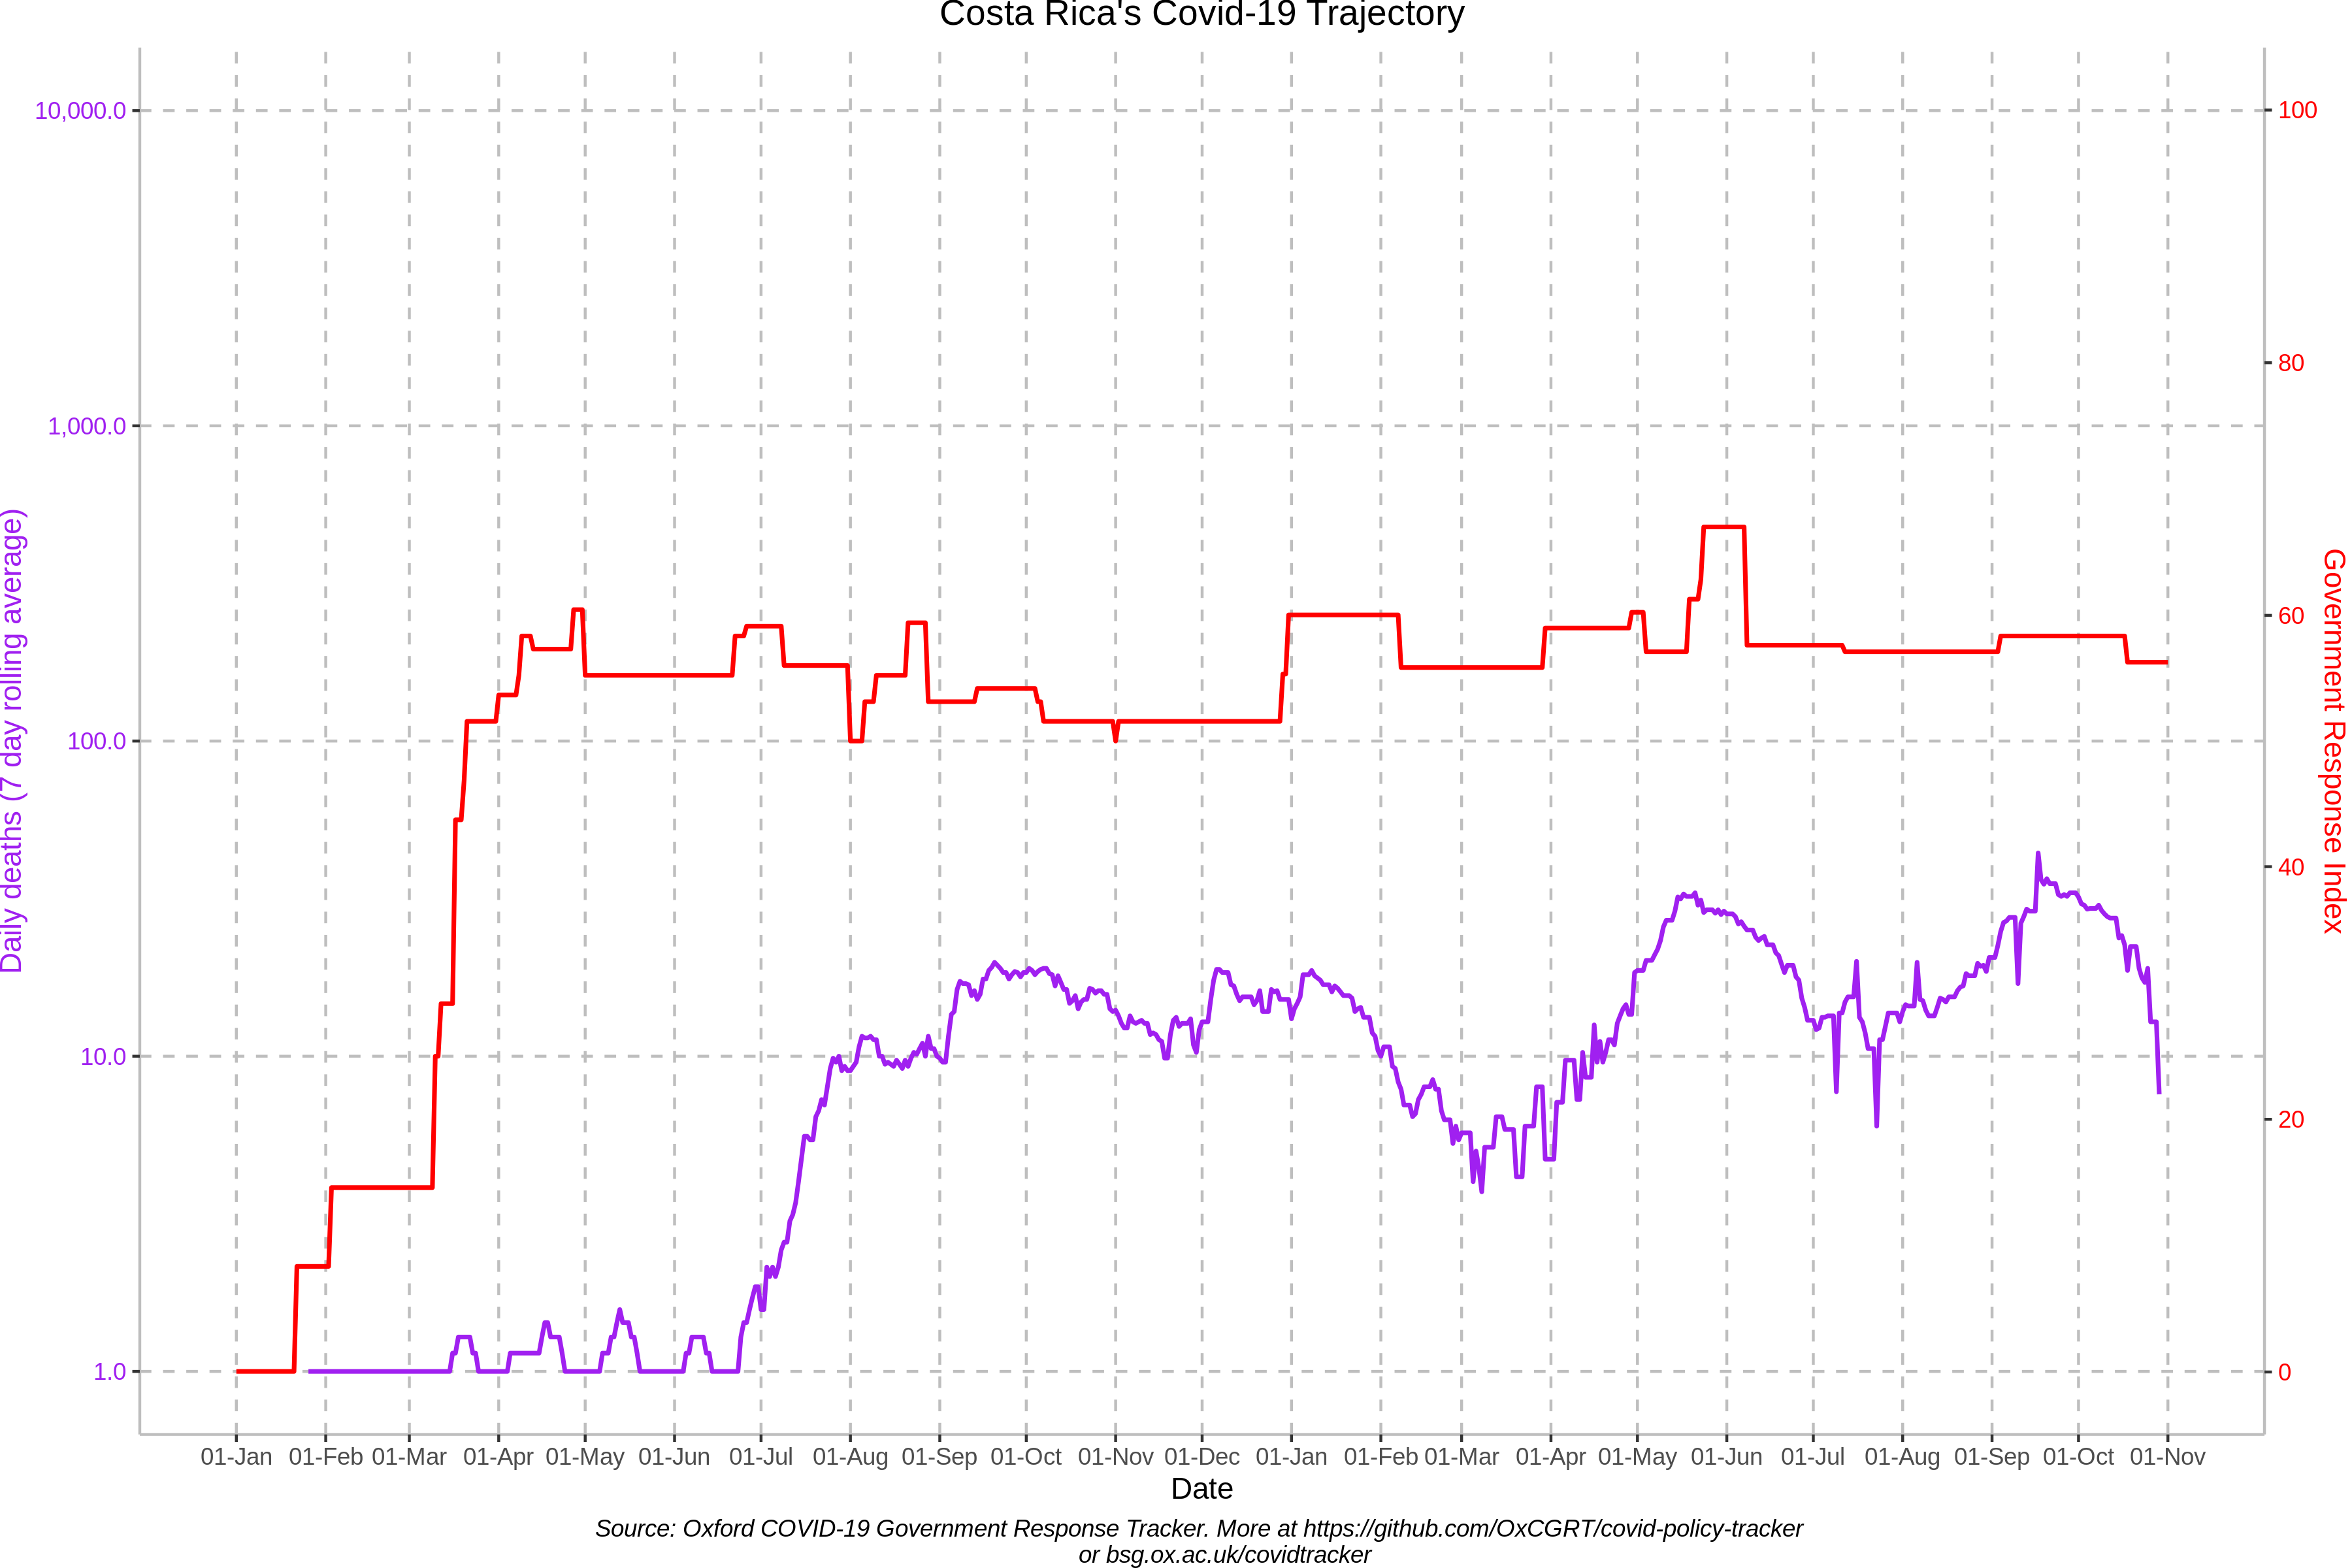 Costa Rica's Covid-19 Trajectory
10,000.0
1,000.0
100.0
10.0
1.0
Daily deaths (7 day rolling average)
100
80
60
40
20
0
Government Response Index
01-Jan 01-Feb 01-Mar 01-Apr 01-May 01-Jun 01-Jul 01-Aug 01-Sep 01-Oct 01-Nov 01-Dec 01-Jan 01-Feb 01-Mar 01-Apr 01-May 01-Jun 01-Jul 01-Aug 01-Sep 01-Oct 01-Nov
Date
Source: Oxford COVID-19 Government Response Tracker. More at https://github.com/OxCGRT/covid-policy-tracker
or bsg.ox.ac.uk/covidtracker